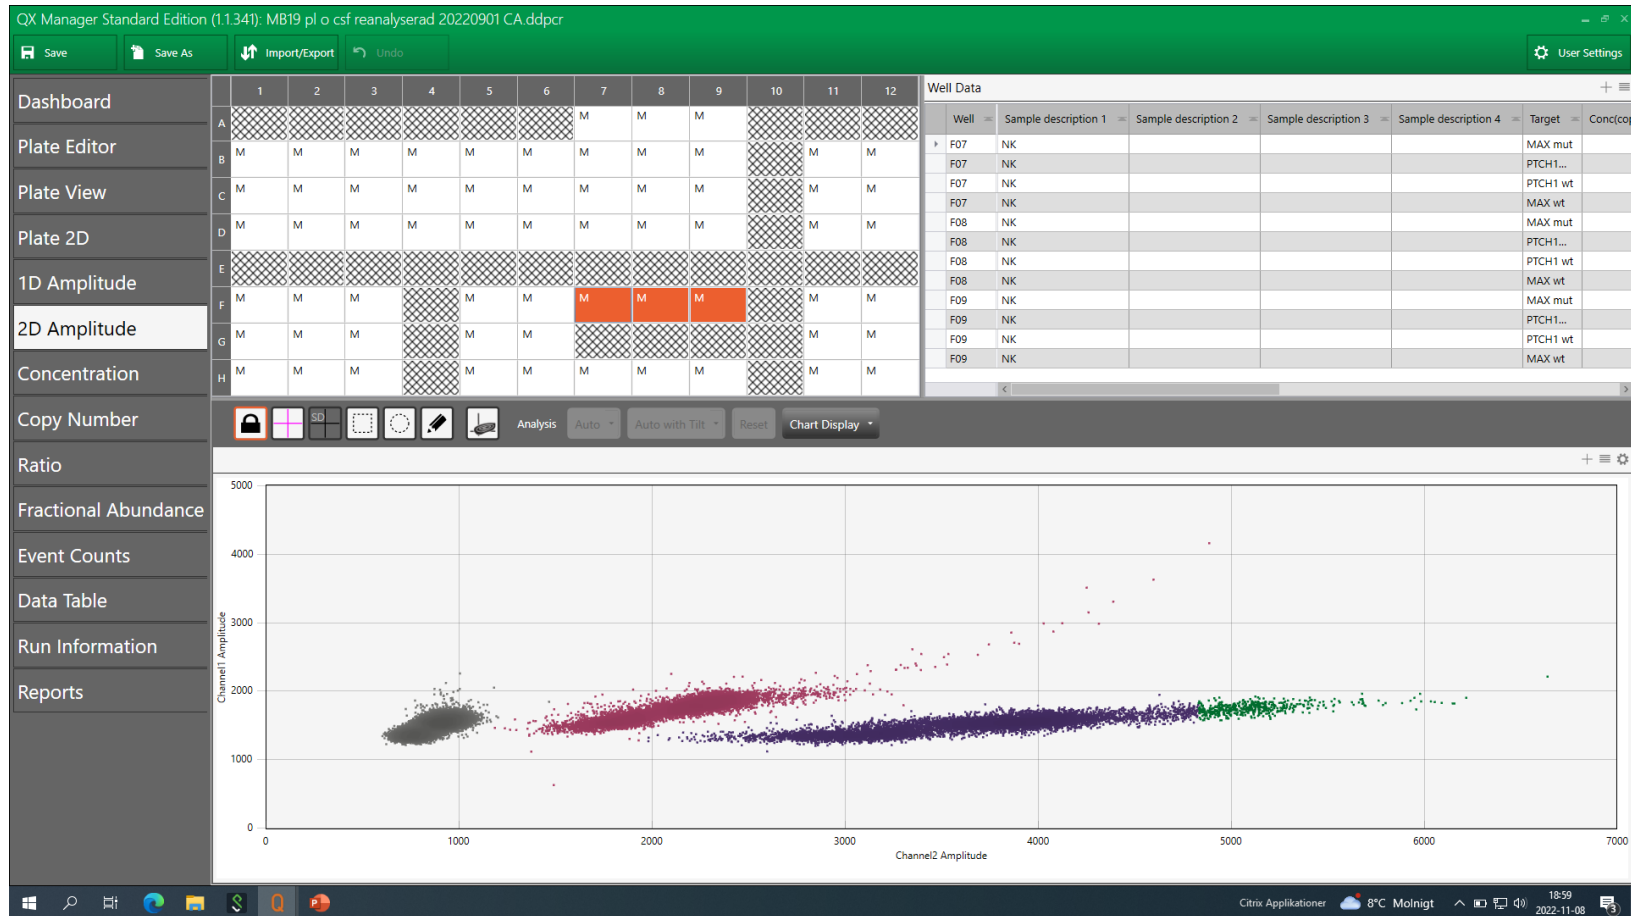 QX Manager Standard Edition (1.1.341): MB19 pl o csf reanalyserad 20220901 CA.ddpcr
Save Save As Import/Export Undo User Settings
Dashboard
Plate Editor
Plate View
Plate 2D
1D Amplitude
2D Amplitude
Concentration
Copy Number
Ratio
Fractional Abundance
Event Counts
Data Table
Run Information
Reports
1 2 3 4 5 6 7 8 9 10 11 12
A M M M
B M M M M M M M M M M M
C M M M M M M M M M M M
D M M M M M M M M M M M
E
F M M M M M M M M M M
G M M M M M M M
H M M M M M M M M M M
Well Data
Well Sample description 1 Sample description 2 Sample description 3 Sample description 4 Target Conc(cop
F07 NK MAX mut
F07 NK PTCH1...
F07 NK PTCH1 wt
F07 NK MAX wt
F08 NK MAX mut
F08 NK PTCH1...
F08 NK PTCH1 wt
F08 NK MAX wt
F09 NK MAX mut
F09 NK PTCH1...
F09 NK PTCH1 wt
F09 NK MAX wt
SD Analysis Auto Auto with Tilt Reset Chart Display
5000
4000
3000
2000
1000
0
Channel1 Amplitude
0 1000 2000 3000 4000 5000 6000 7000
Channel2 Amplitude
Citrix Applikationer 8°C Molnigt 18:59
2022-11-08 3